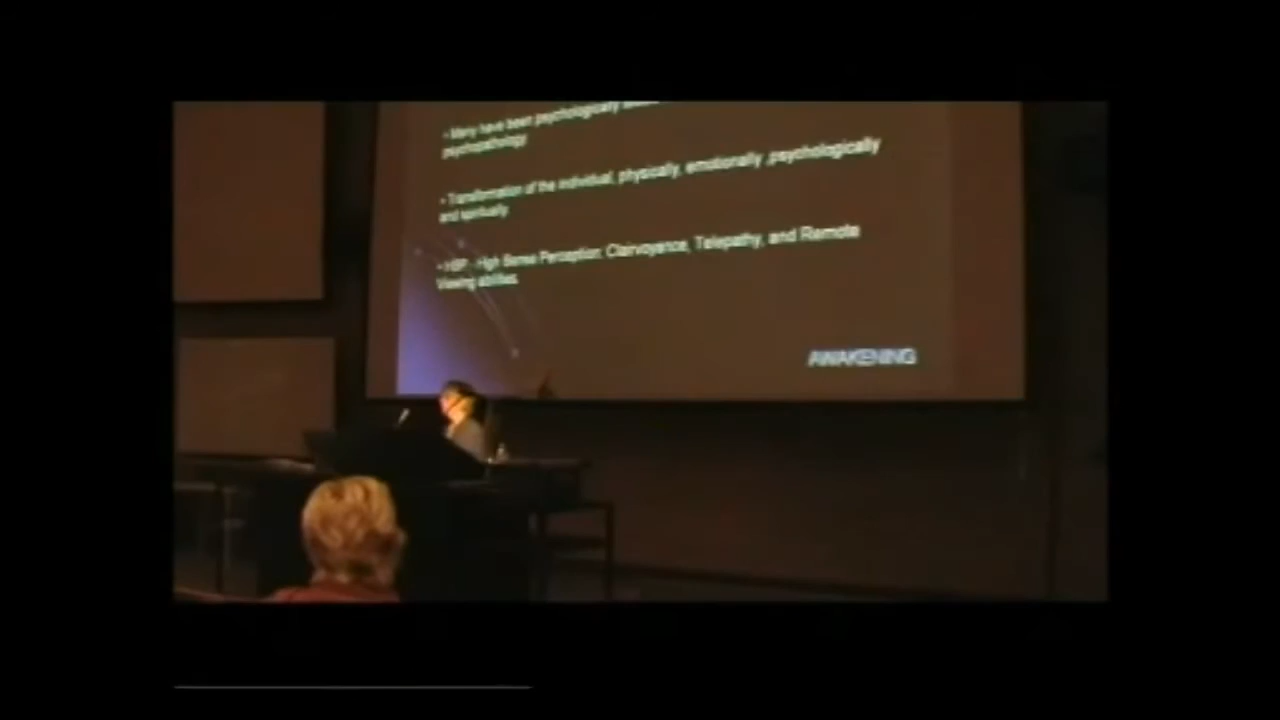 • Many have been psychologically
psychopathology.
• Transformation of the individual, physically, emotionally ,psychologically
and spiritually.
• HSP - High Sense Perception: Clairvoyance, Telepathy, and Remote
Viewing abilities.
AWAKENING